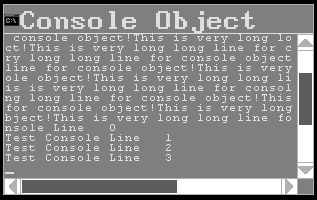 C:\
Console Object
console object!This is very long lo
ct!This is very long long line for c
ry long long line for console object
line for console object!This is very
ole object!This is very long long li
is is very long long line for consol
ng long line for console object!This
for console object!This is very long
bject!This is very long long line fo
nsole Line 0
Test Console Line 1
Test Console Line 2
Test Console Line 3
_